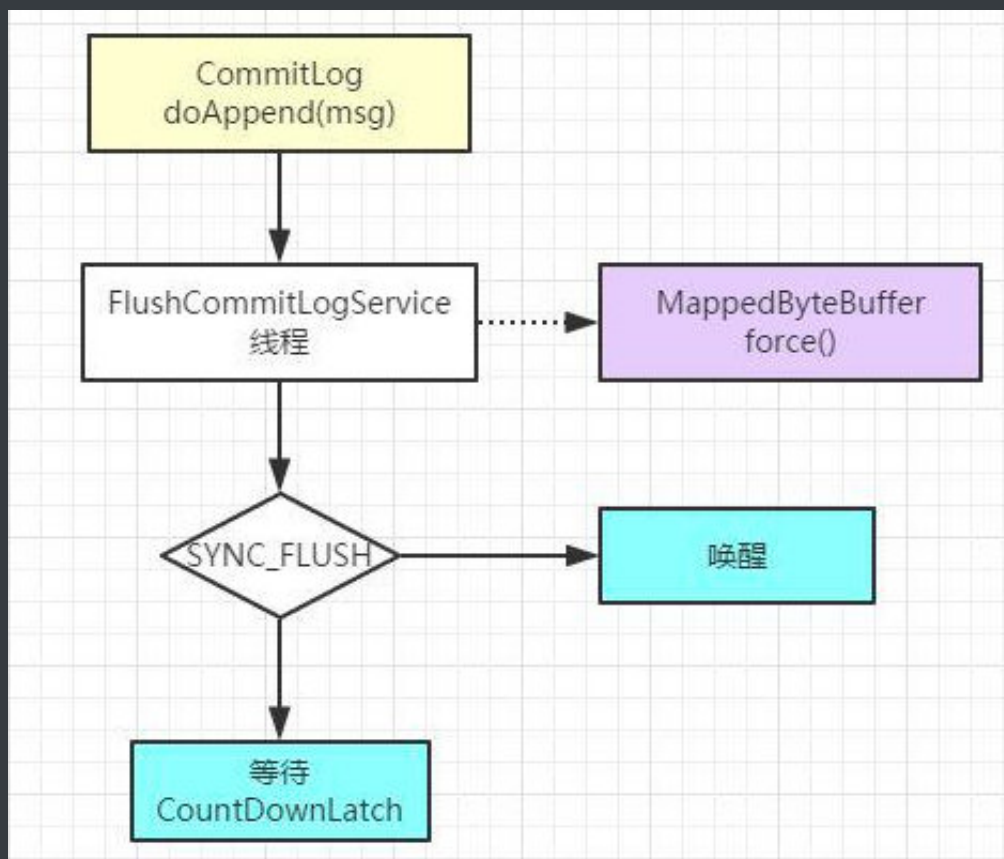 CommitLog
doAppend(msg)
FlushCommitLogService
线程
MappedByteBuffer
force()
SYNC_FLUSH
唤醒
等待
CountDownLatch